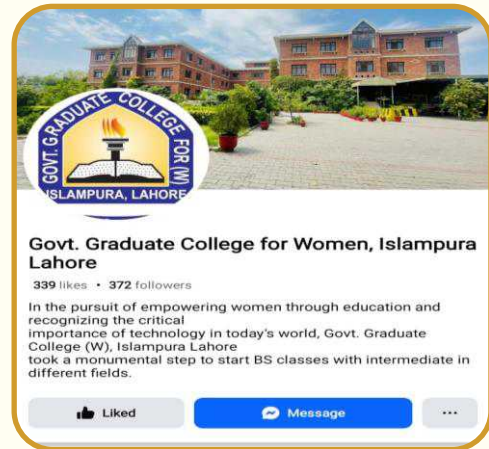 GOVT. GRADUATE COLLEGE FOR (W)
ISLAMPURA, LAHORE
Govt. Graduate College for Women, Islampura
Lahore
339 likes • 372 followers
In the pursuit of empowering women through education and
recognizing the critical
importance of technology in today's world, Govt. Graduate
College (W), Islampura Lahore
took a monumental step to start BS classes with intermediate in
different fields.
Liked
Message